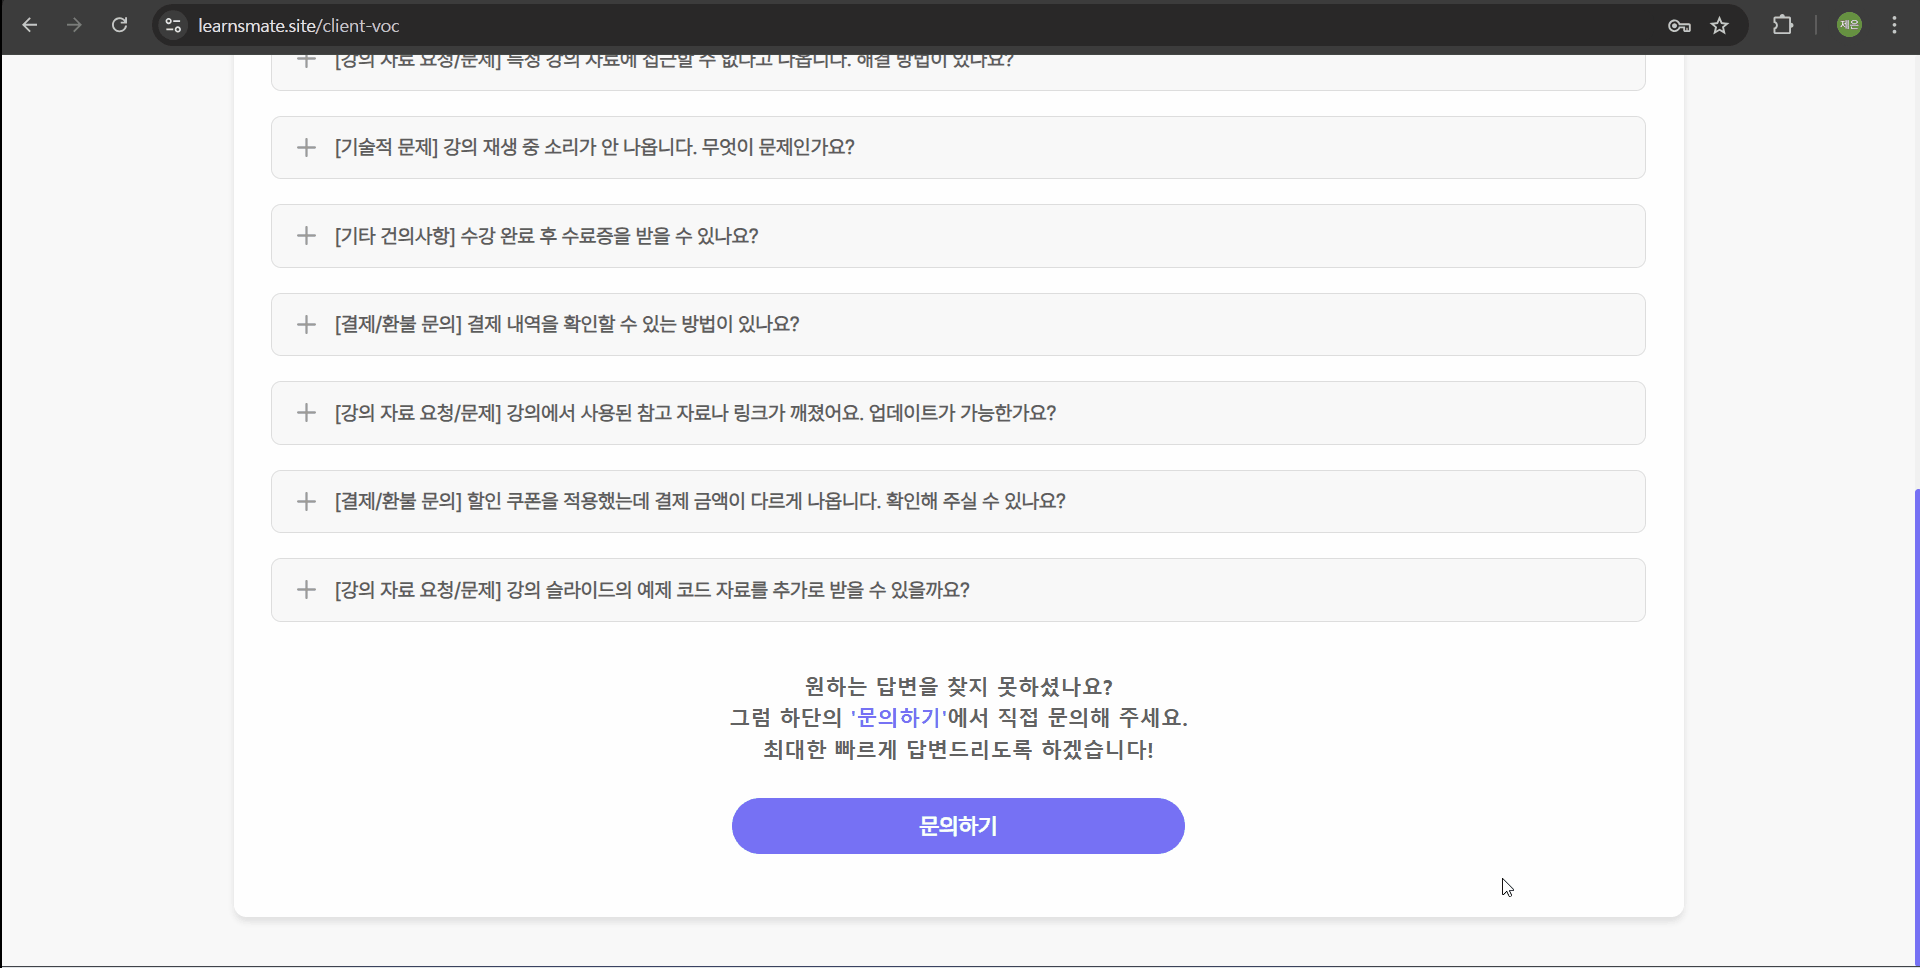 learnsmate.site/client-voc
제은
[강의 자료 요청/문제] 특정 강의 자료에 접근할 수 없다고 나옵니다. 해결 방법이 있나요?
[기술적 문제] 강의 재생 중 소리가 안 나옵니다. 무엇이 문제인가요?
[기타 건의사항] 수강 완료 후 수료증을 받을 수 있나요?
[결제/환불 문의] 결제 내역을 확인할 수 있는 방법이 있나요?
[강의 자료 요청/문제] 강의에서 사용된 참고 자료나 링크가 깨졌어요. 업데이트가 가능한가요?
[결제/환불 문의] 할인 쿠폰을 적용했는데 결제 금액이 다르게 나옵니다. 확인해 주실 수 있나요?
[강의 자료 요청/문제] 강의 슬라이드의 예제 코드 자료를 추가로 받을 수 있을까요?
원하는 답변을 찾지 못하셨나요?
그럼 하단의 '문의하기'에서 직접 문의해 주세요.
최대한 빠르게 답변드리도록 하겠습니다!
문의하기